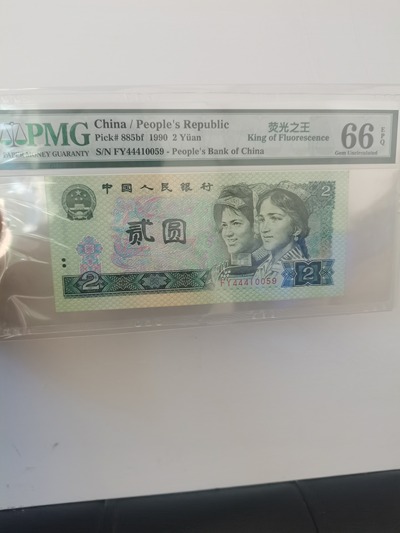 PMG
PAPER MONEY GUARANTY
China / People's Republic
Pick# 885bf 1990 2 Yüan
S/N FY44410059 - People's Bank of China
荧光之王
King of Fluorescence
66 EPQ
Gem Uncirculated
中国人民银行
2
贰圆
2
2
FY44410059